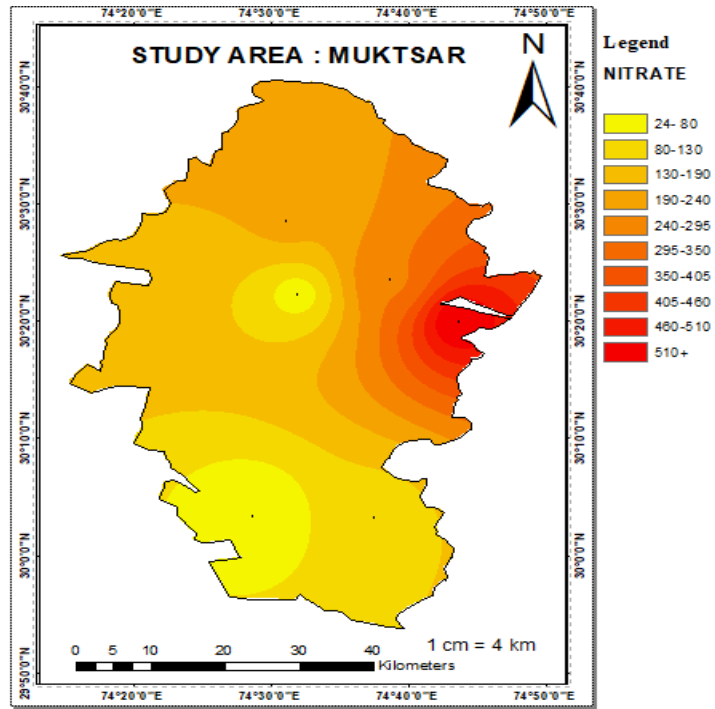 74°20'0"E 74°30'0"E 74°40'0"E 74°50'0"E
STUDY AREA : MUKTSAR
N
30°40'0"N 30°40'0"N
30°30'0"N 30°30'0"N
30°20'0"N 30°20'0"N
30°10'0"N 30°10'0"N
30°0'0"N 30°0'0"N
29°50'0"N 29°50'0"N
0 5 10 20 30 40
Kilometers
1 cm = 4 km
74°20'0"E 74°30'0"E 74°40'0"E 74°50'0"E
Legend
NITRATE
24- 80
80-130
130-190
190-240
240-295
295-350
350-405
405-460
460-510
510+